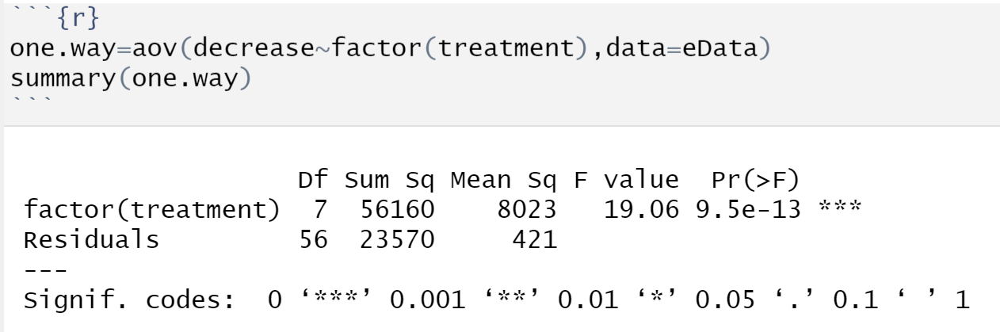 ```{r}
one.way=aov(decrease~factor(treatment),data=eData)
summary(one.way)
```
Df Sum Sq Mean Sq F value Pr(>F)
factor(treatment) 7 56160 8023 19.06 9.5e-13 ***
Residuals 56 23570 421
---
Signif. codes: 0 ‘***’ 0.001 ‘**’ 0.01 ‘*’ 0.05 ‘.’ 0.1 ‘ ’ 1